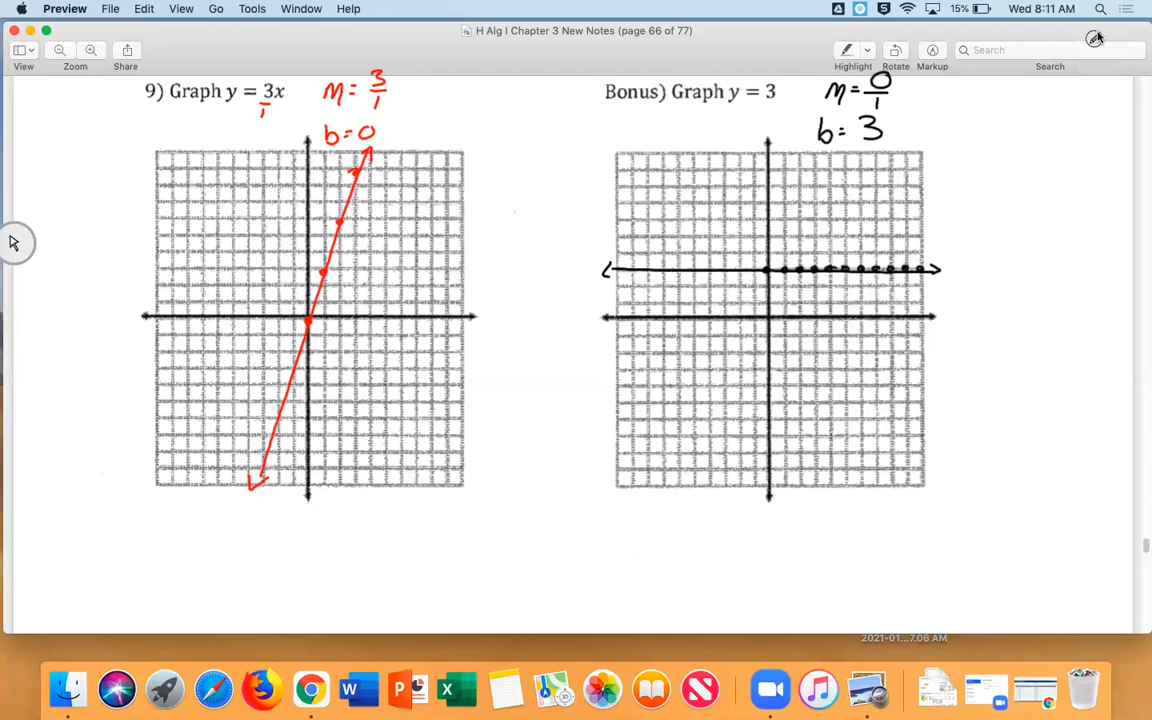 Preview File Edit View Go Tools Window Help 15% Wed 8:11 AM
H Alg I Chapter 3 New Notes (page 66 of 77)
Search
View Zoom Share Highlight Rotate Markup Search
9) Graph y = 3x
1
m = 3/1
b = 0
Bonus) Graph y = 3
m = 0/1
b = 3
2021-01...7.06 AM